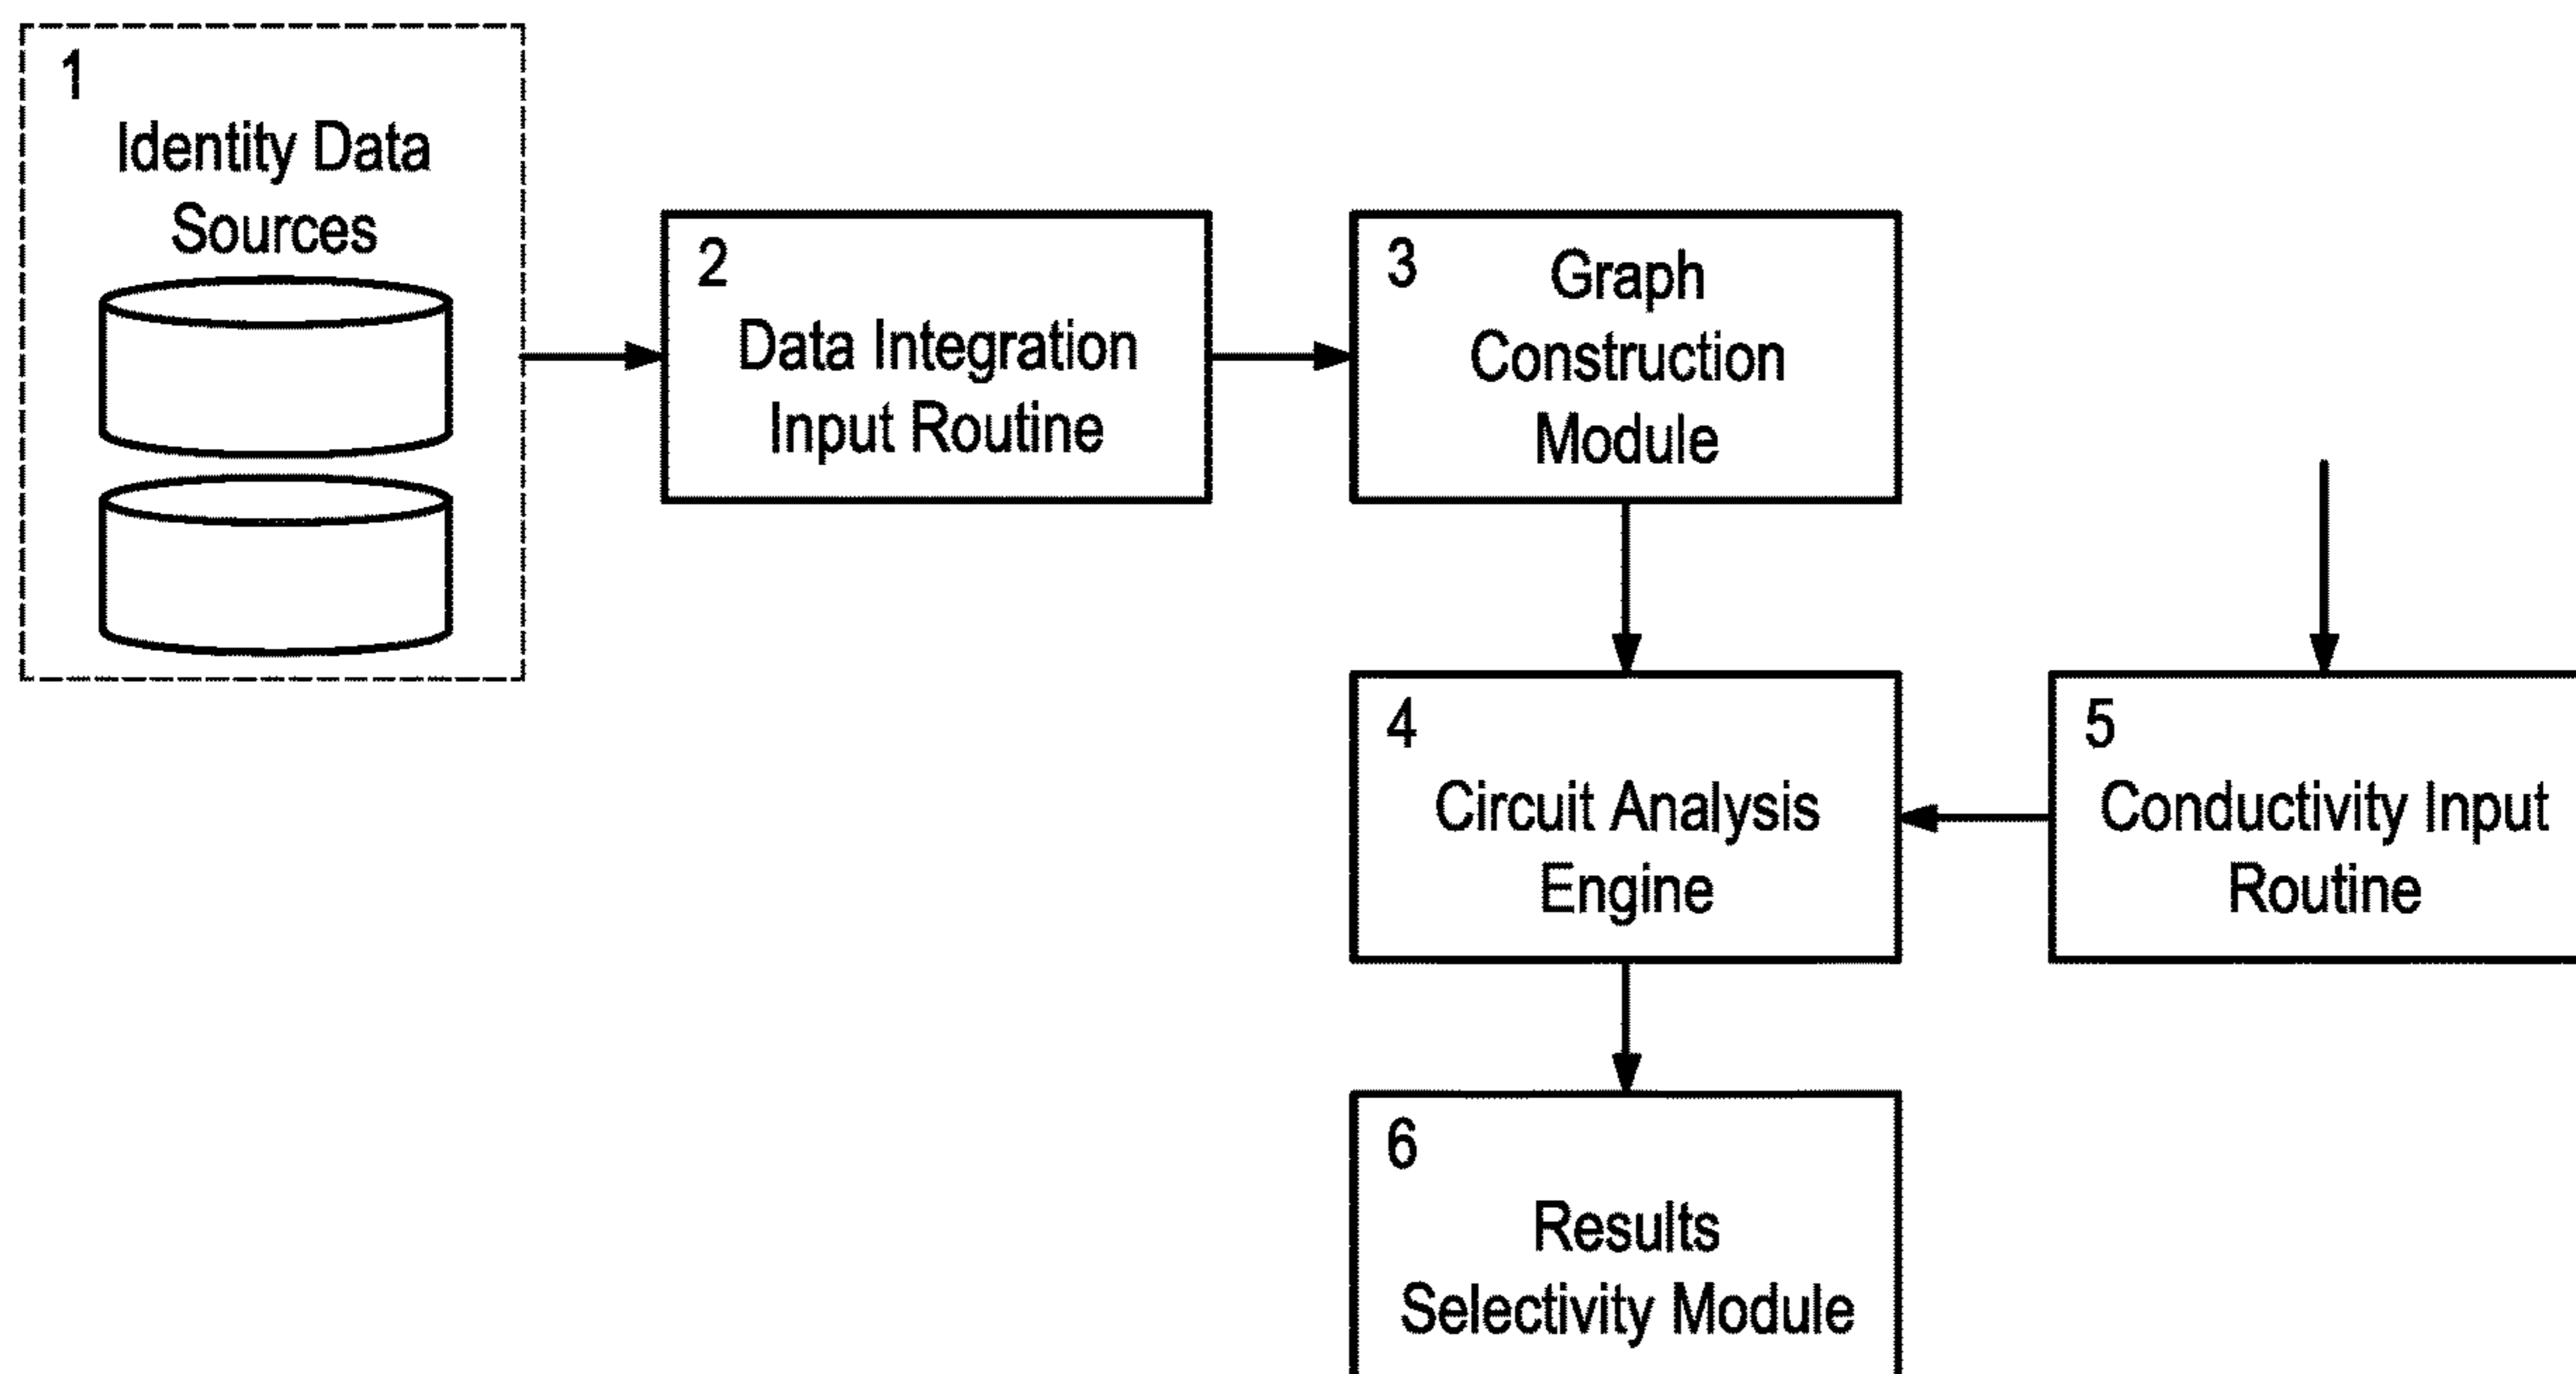 1
Identity Data
Sources
2
Data Integration
Input Routine
3
Graph
Construction
Module
4
Circuit Analysis
Engine
5
Conductivity Input
Routine
6
Results
Selectivity Module